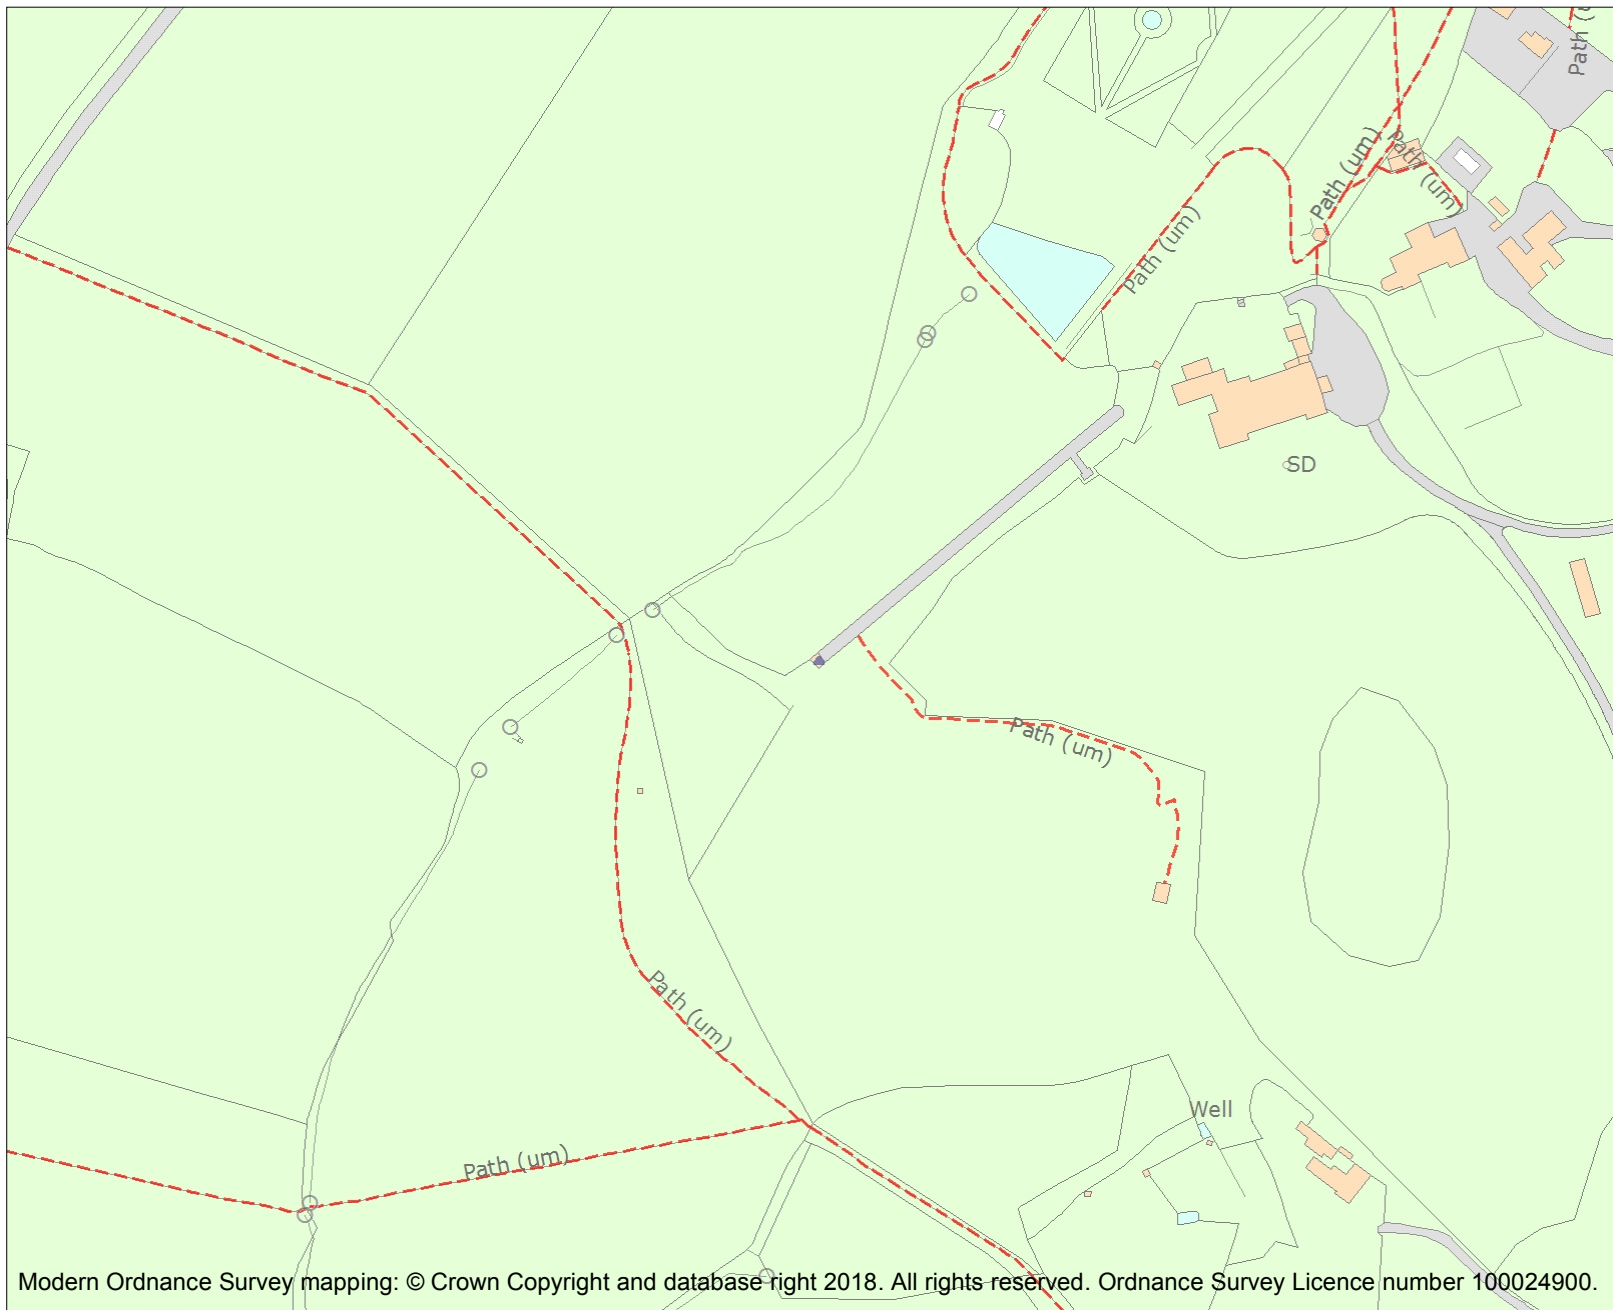 Path (
Path (um)
Path (um)
Path (um)
SD
Path (um)
Path (um)
Well
Path (um)
Modern Ordnance Survey mapping: © Crown Copyright and database right 2018. All rights reserved. Ordnance Survey Licence number 100024900.